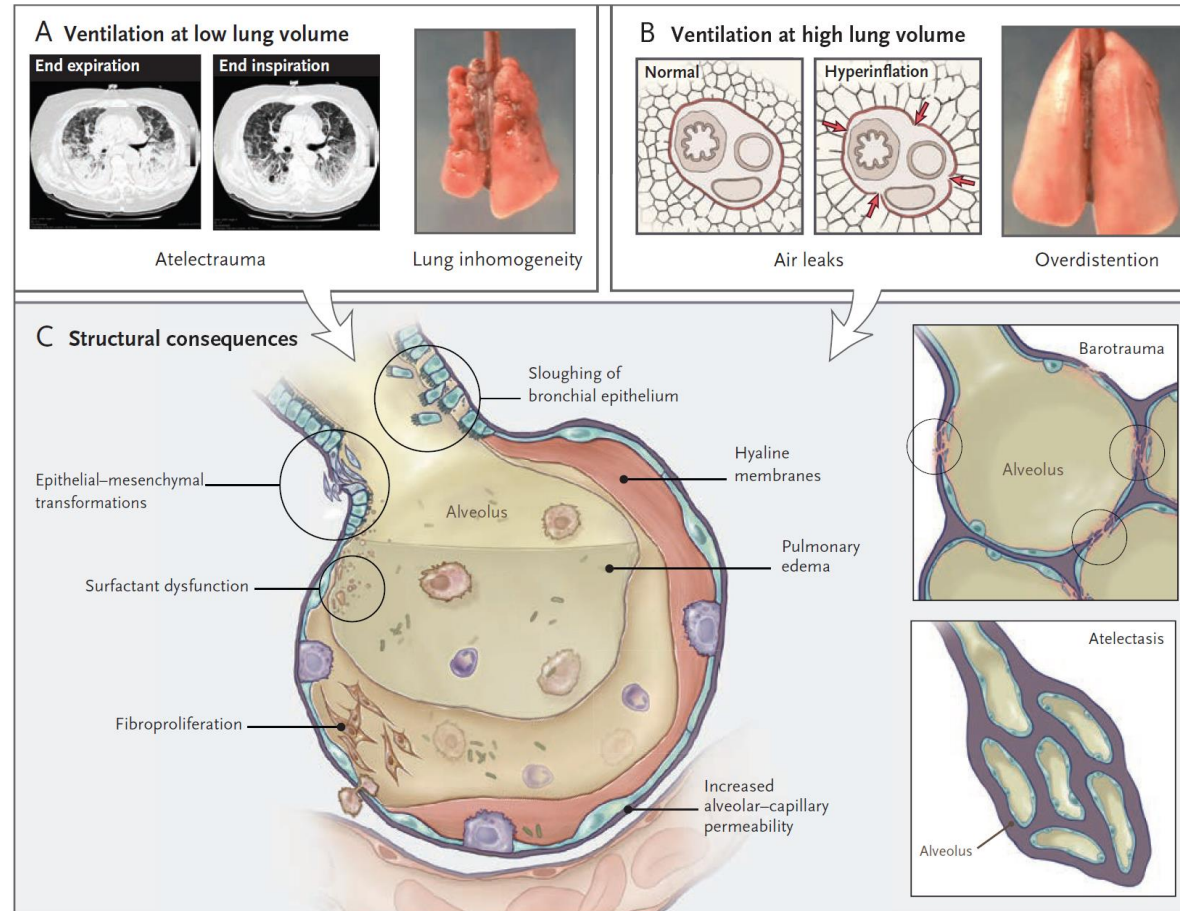 A Ventilation at low lung volume
End expiration
End inspiration
Atelectrauma
Lung inhomogeneity
B Ventilation at high lung volume
Normal
Hyperinflation
Air leaks
Overdistention
C Structural consequences
Sloughing of
bronchial epithelium
Epithelial–mesenchymal
transformations
Hyaline
membranes
Alveolus
Pulmonary
edema
Surfactant dysfunction
Fibroproliferation
Increased
alveolar–capillary
permeability
Barotrauma
Alveolus
Atelectasis
Alveolus